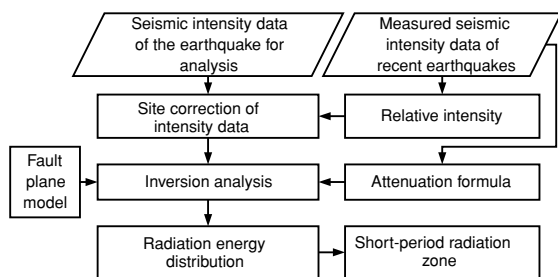 Seismic intensity data
of the earthquake for
analysis
Measured seismic
intensity data of
recent earthquakes
Site correction of
intensity data
Relative intensity
Fault
plane
model
Inversion analysis
Attenuation formula
Radiation energy
distribution
Short-period radiation
zone